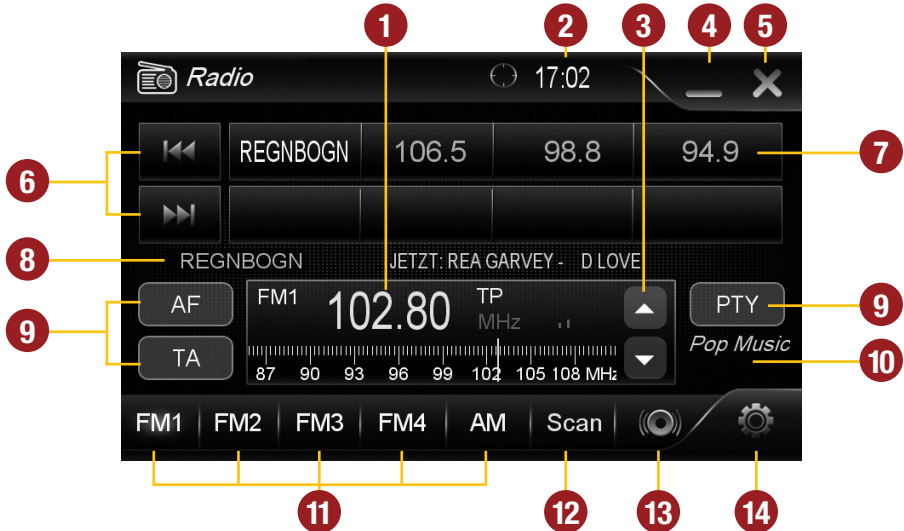 1 2 3 4 5
Radio 17:02
6 REGNBOGN 106.5 98.8 94.9 7
8 REGNBOGN JETZT: REA GARVEY - D LOVE
9 AF FM1 102.80 TP MHz PTY 9
TA Pop Music 10
87 90 93 96 99 102 105 108 MHz
FM1 FM2 FM3 FM4 AM Scan
11 12 13 14